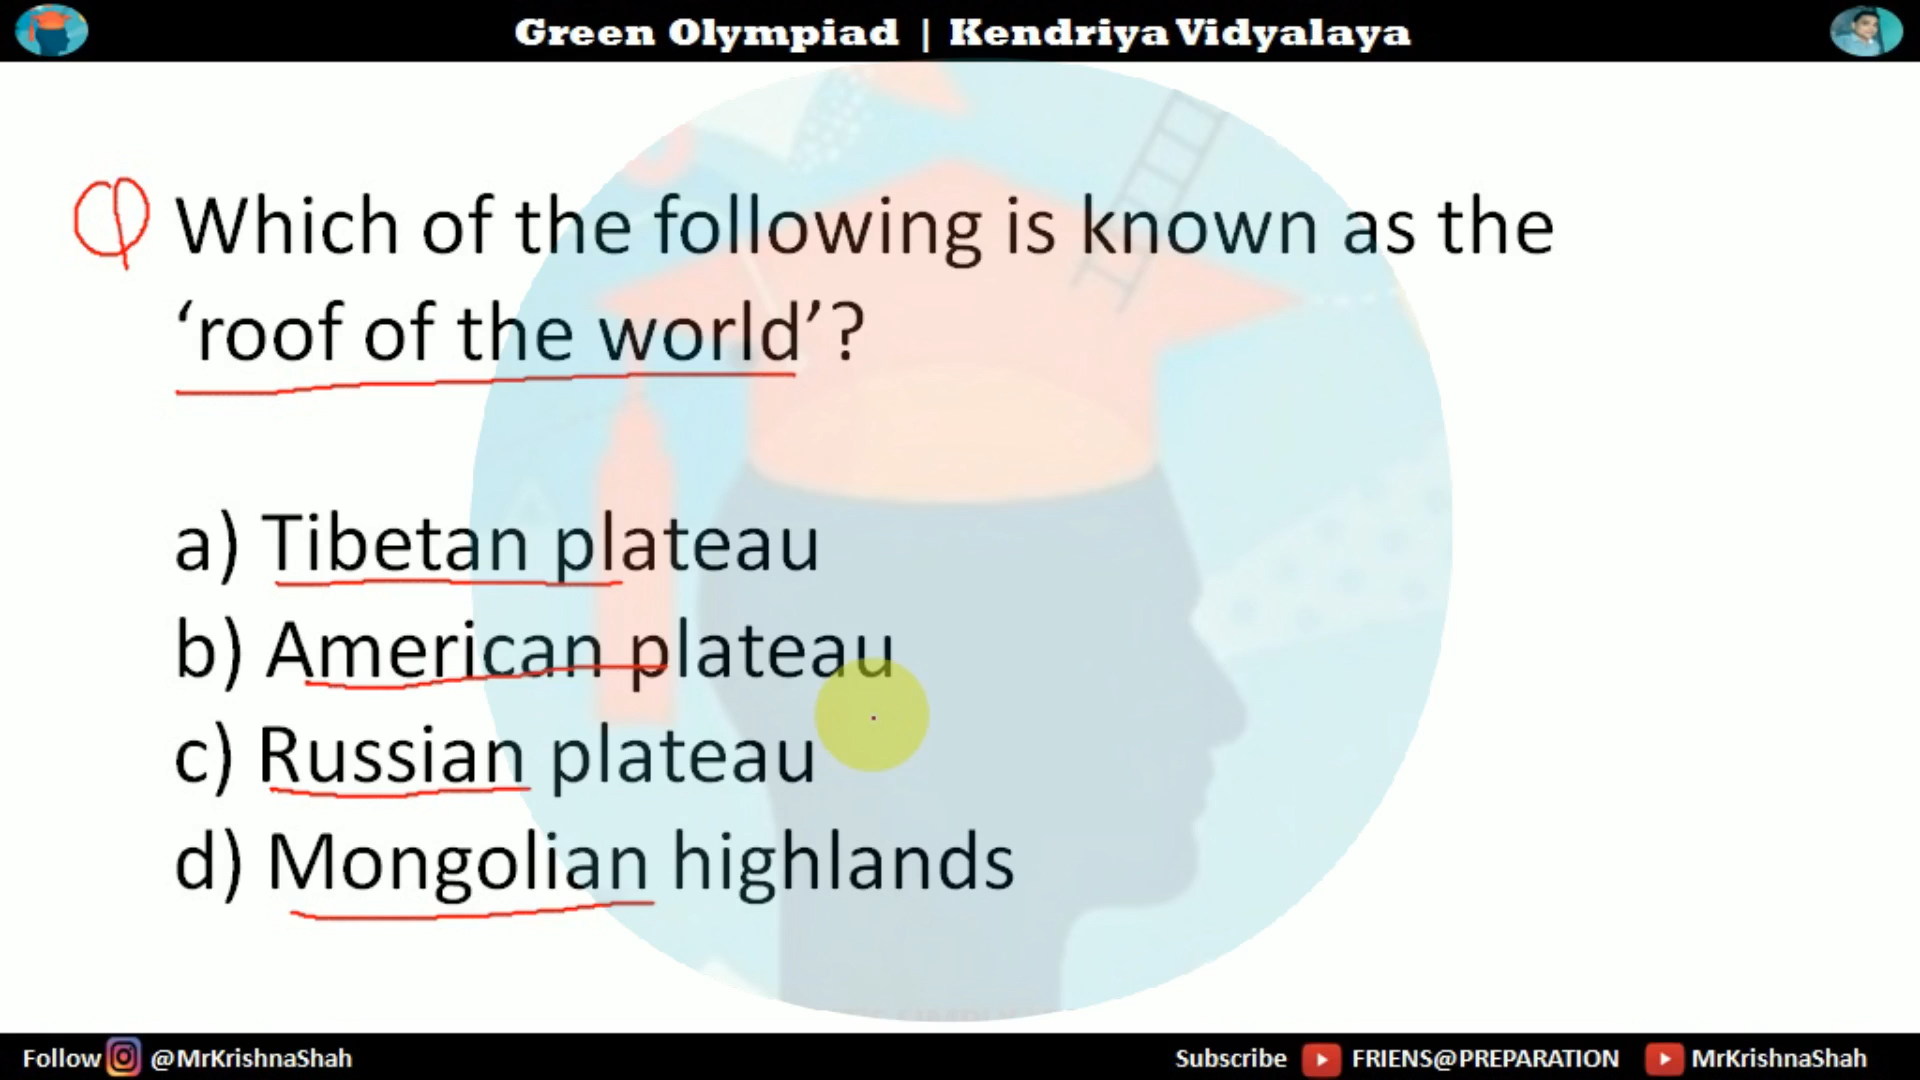 Green Olympiad | Kendriya Vidyalaya
Q Which of the following is known as the
‘roof of the world’?
a) Tibetan plateau
b) American plateau
c) Russian plateau
d) Mongolian highlands
Follow @MrKrishnaShah
Subscribe FRIENS@PREPARATION MrKrishnaShah